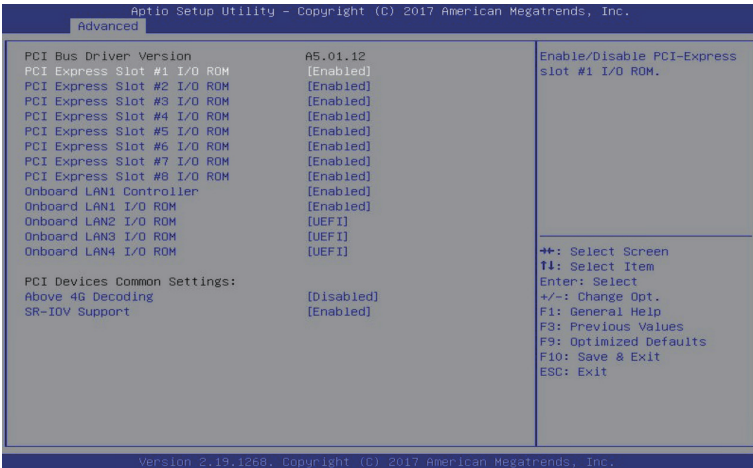 Aptio Setup Utility – Copyright (C) 2017 American Megatrends, Inc.
Advanced
PCI Bus Driver Version A5.01.12
PCI Express Slot #1 I/O ROM [Enabled]
PCI Express Slot #2 I/O ROM [Enabled]
PCI Express Slot #3 I/O ROM [Enabled]
PCI Express Slot #4 I/O ROM [Enabled]
PCI Express Slot #5 I/O ROM [Enabled]
PCI Express Slot #6 I/O ROM [Enabled]
PCI Express Slot #7 I/O ROM [Enabled]
PCI Express Slot #8 I/O ROM [Enabled]
Onboard LAN1 Controller [Enabled]
Onboard LAN1 I/O ROM [Enabled]
Onboard LAN2 I/O ROM [UEFI]
Onboard LAN3 I/O ROM [UEFI]
Onboard LAN4 I/O ROM [UEFI]
PCI Devices Common Settings:
Above 4G Decoding [Disabled]
SR-IOV Support [Enabled]
Enable/Disable PCI-Express
slot #1 I/O ROM.
→←: Select Screen
↑↓: Select Item
Enter: Select
+/-: Change Opt.
F1: General Help
F3: Previous Values
F9: Optimized Defaults
F10: Save & Exit
ESC: Exit
Version 2.19.1268. Copyright (C) 2017 American Megatrends, Inc.